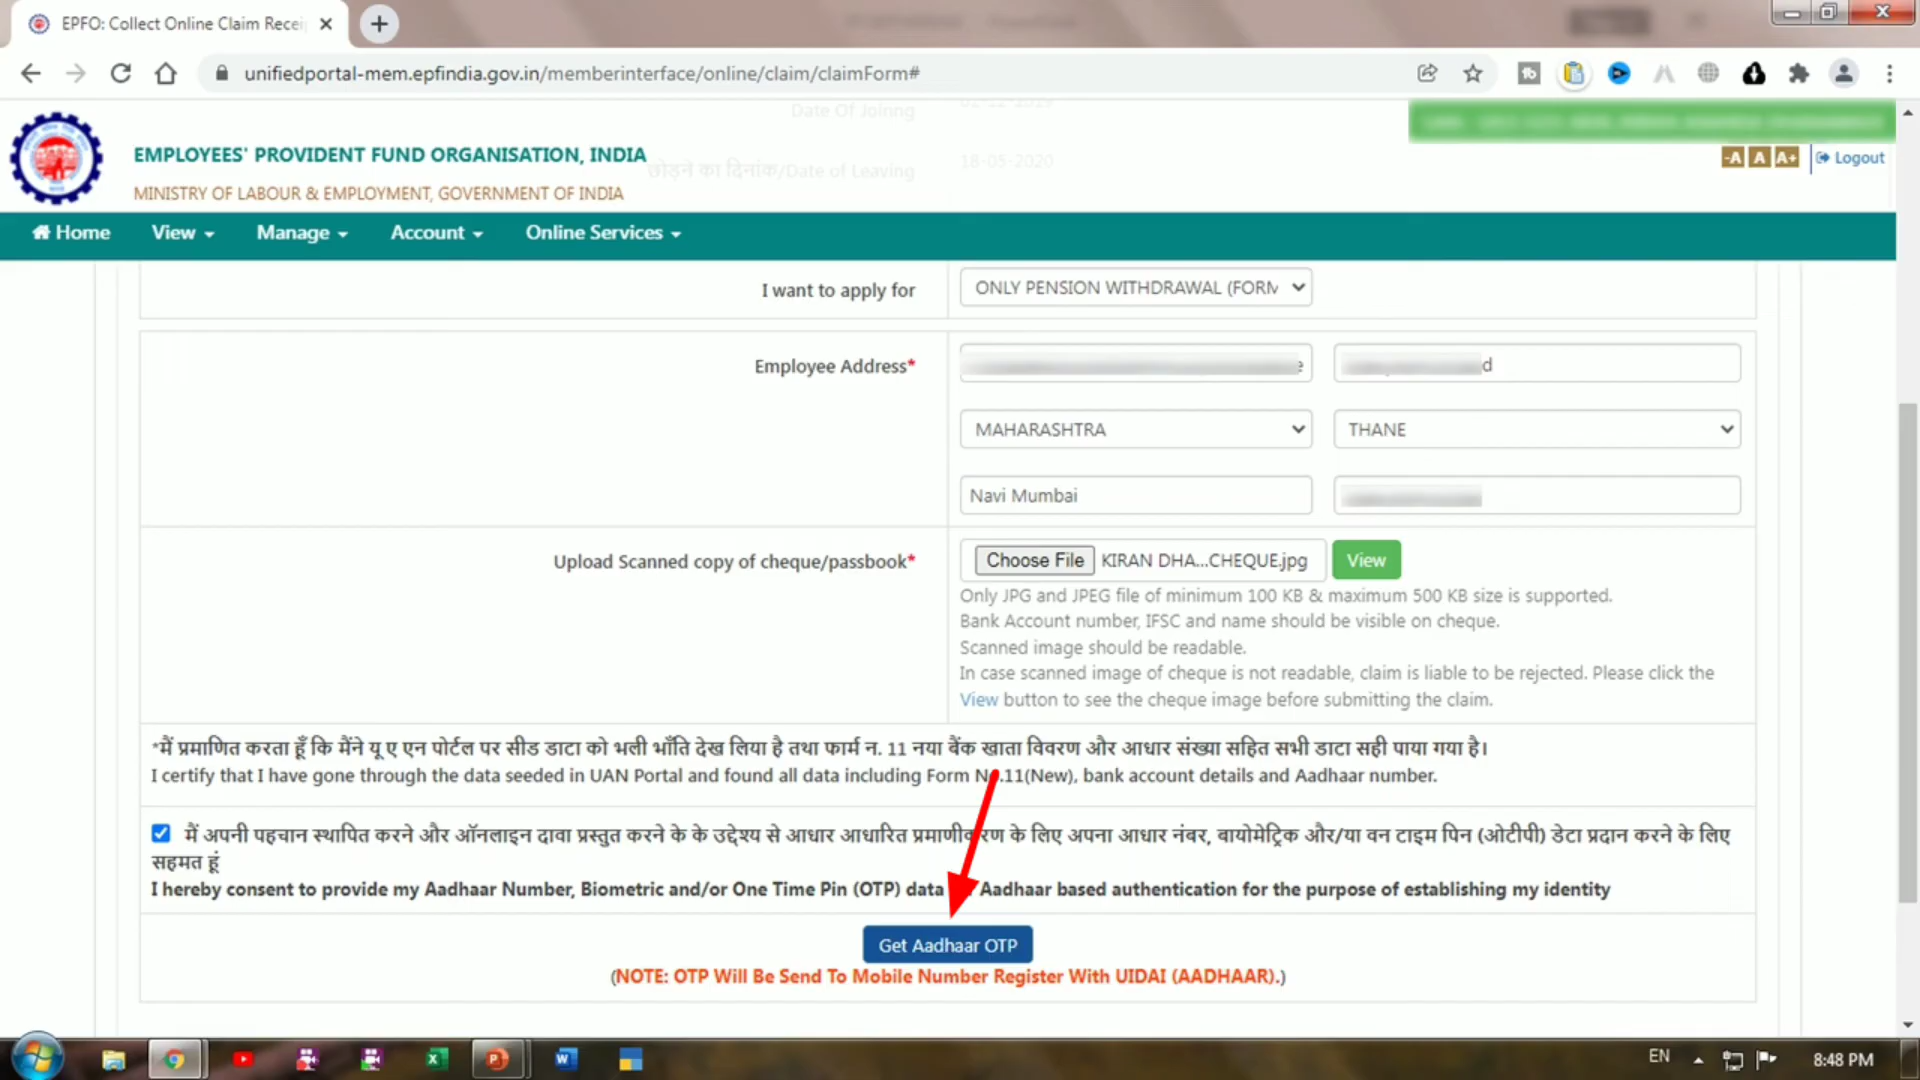 EPFO: Collect Online Claim Recei
unifiedportal-mem.epfindia.gov.in/memberinterface/online/claim/claimForm#
Date Of Joinng 01-12-2019
EMPLOYEES' PROVIDENT FUND ORGANISATION, INDIA
छोड़ने का दिनांक/Date of Leaving 18-05-2020
-A A A+ Logout
MINISTRY OF LABOUR & EMPLOYMENT, GOVERNMENT OF INDIA
Home View Manage Account Online Services
I want to apply for ONLY PENSION WITHDRAWAL (FORM
Employee Address* e d
MAHARASHTRA THANE
Navi Mumbai
Upload Scanned copy of cheque/passbook* Choose File KIRAN DHA...CHEQUE.jpg View
Only JPG and JPEG file of minimum 100 KB & maximum 500 KB size is supported.
Bank Account number, IFSC and name should be visible on cheque.
Scanned image should be readable.
In case scanned image of cheque is not readable, claim is liable to be rejected. Please click the
View button to see the cheque image before submitting the claim.
*मैं प्रमाणित करता हूँ कि मैंने यू ए एन पोर्टल पर सीड डाटा को भली भाँति देख लिया है तथा फार्म न. 11 नया बैंक खाता विवरण और आधार संख्या सहित सभी डाटा सही पाया गया है।
I certify that I have gone through the data seeded in UAN Portal and found all data including Form No.11(New), bank account details and Aadhaar number.
मैं अपनी पहचान स्थापित करने और ऑनलाइन दावा प्रस्तुत करने के के उद्देश्य से आधार आधारित प्रमाणीकरण के लिए अपना आधार नंबर, बायोमेट्रिक और/या वन टाइम पिन (ओटीपी) डेटा प्रदान करने के लिए
सहमत हूं
I hereby consent to provide my Aadhaar Number, Biometric and/or One Time Pin (OTP) data Aadhaar based authentication for the purpose of establishing my identity
Get Aadhaar OTP
(NOTE: OTP Will Be Send To Mobile Number Register With UIDAI (AADHAAR).)
EN 8:48 PM